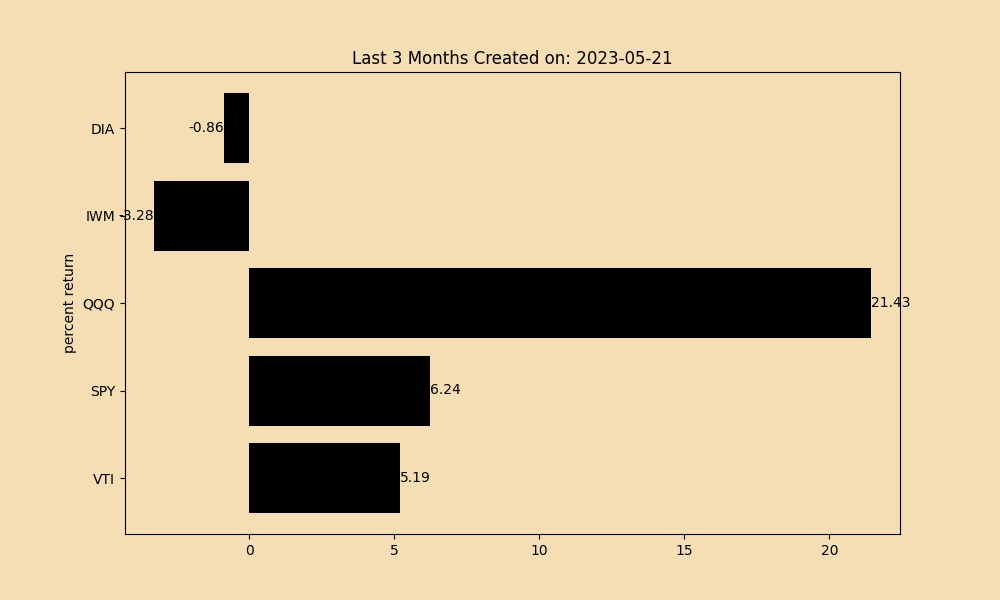 Last 3 Months Created on: 2023-05-21
percent return
DIA
-0.86
IWM
-3.28
QQQ
21.43
SPY
6.24
VTI
5.19
0 5 10 15 20